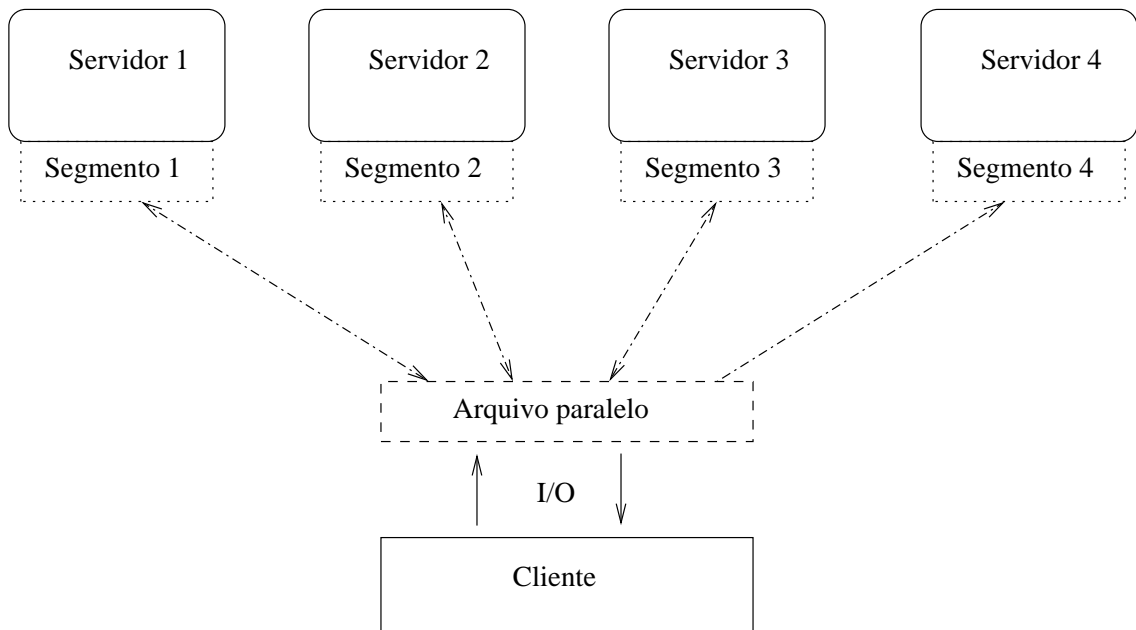 Servidor 1
Servidor 2
Servidor 3
Servidor 4
Segmento 1
Segmento 2
Segmento 3
Segmento 4
Arquivo paralelo
I/O
Cliente